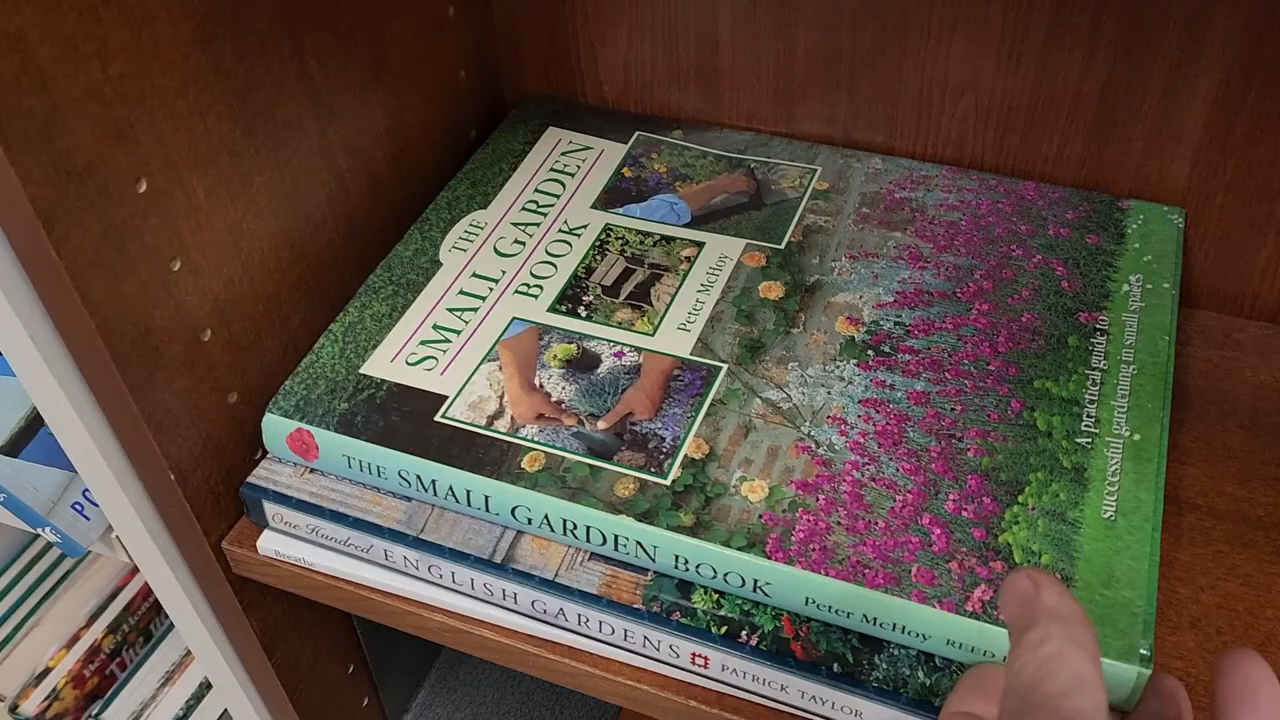 THE
SMALL GARDEN
BOOK
Peter McHoy
A practical guide to
successful gardening in small spaces
THE SMALL GARDEN BOOK Peter McHoy REED
One Hundred ENGLISH GARDENS PATRICK TAYLOR
Breathe